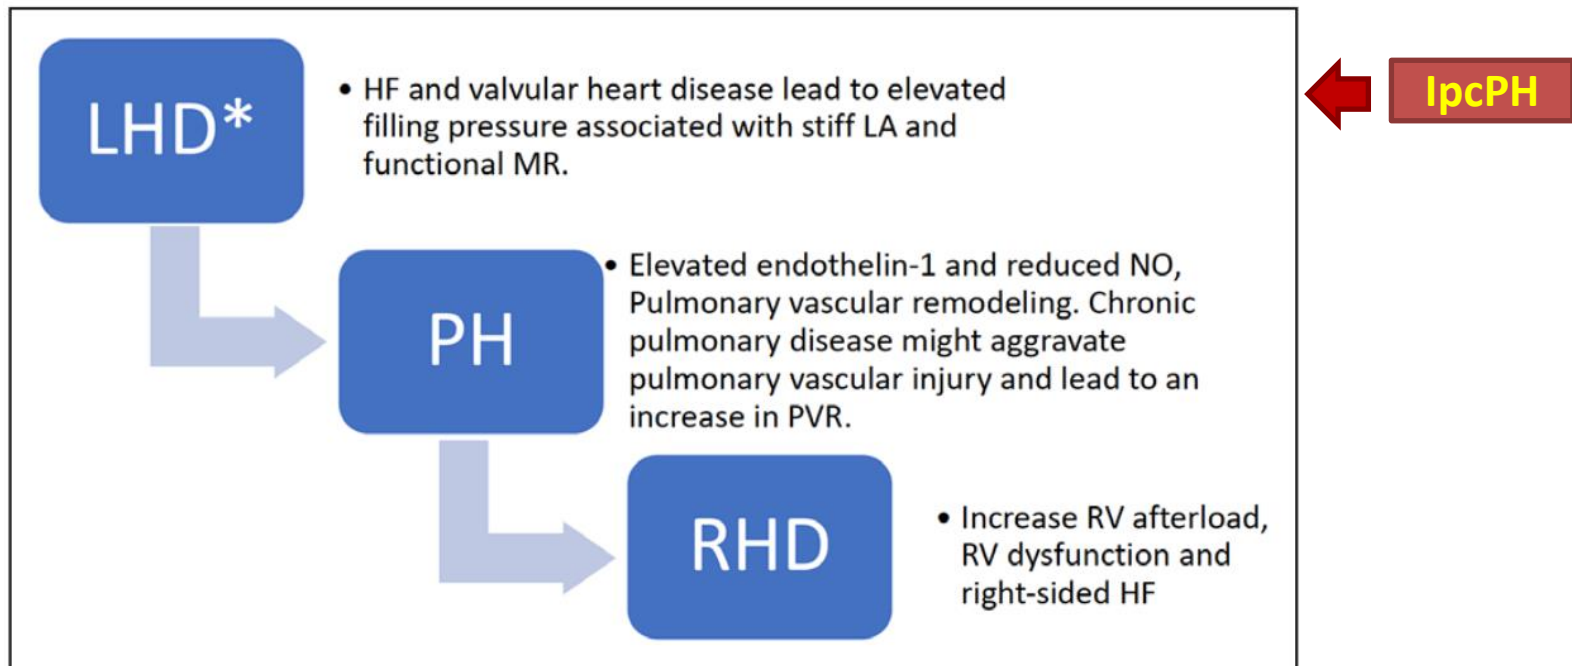 LHD*
• HF and valvular heart disease lead to elevated
filling pressure associated with stiff LA and
functional MR.
IpcPH
PH
• Elevated endothelin-1 and reduced NO,
Pulmonary vascular remodeling. Chronic
pulmonary disease might aggravate
pulmonary vascular injury and lead to an
increase in PVR.
RHD
• Increase RV afterload,
RV dysfunction and
right-sided HF